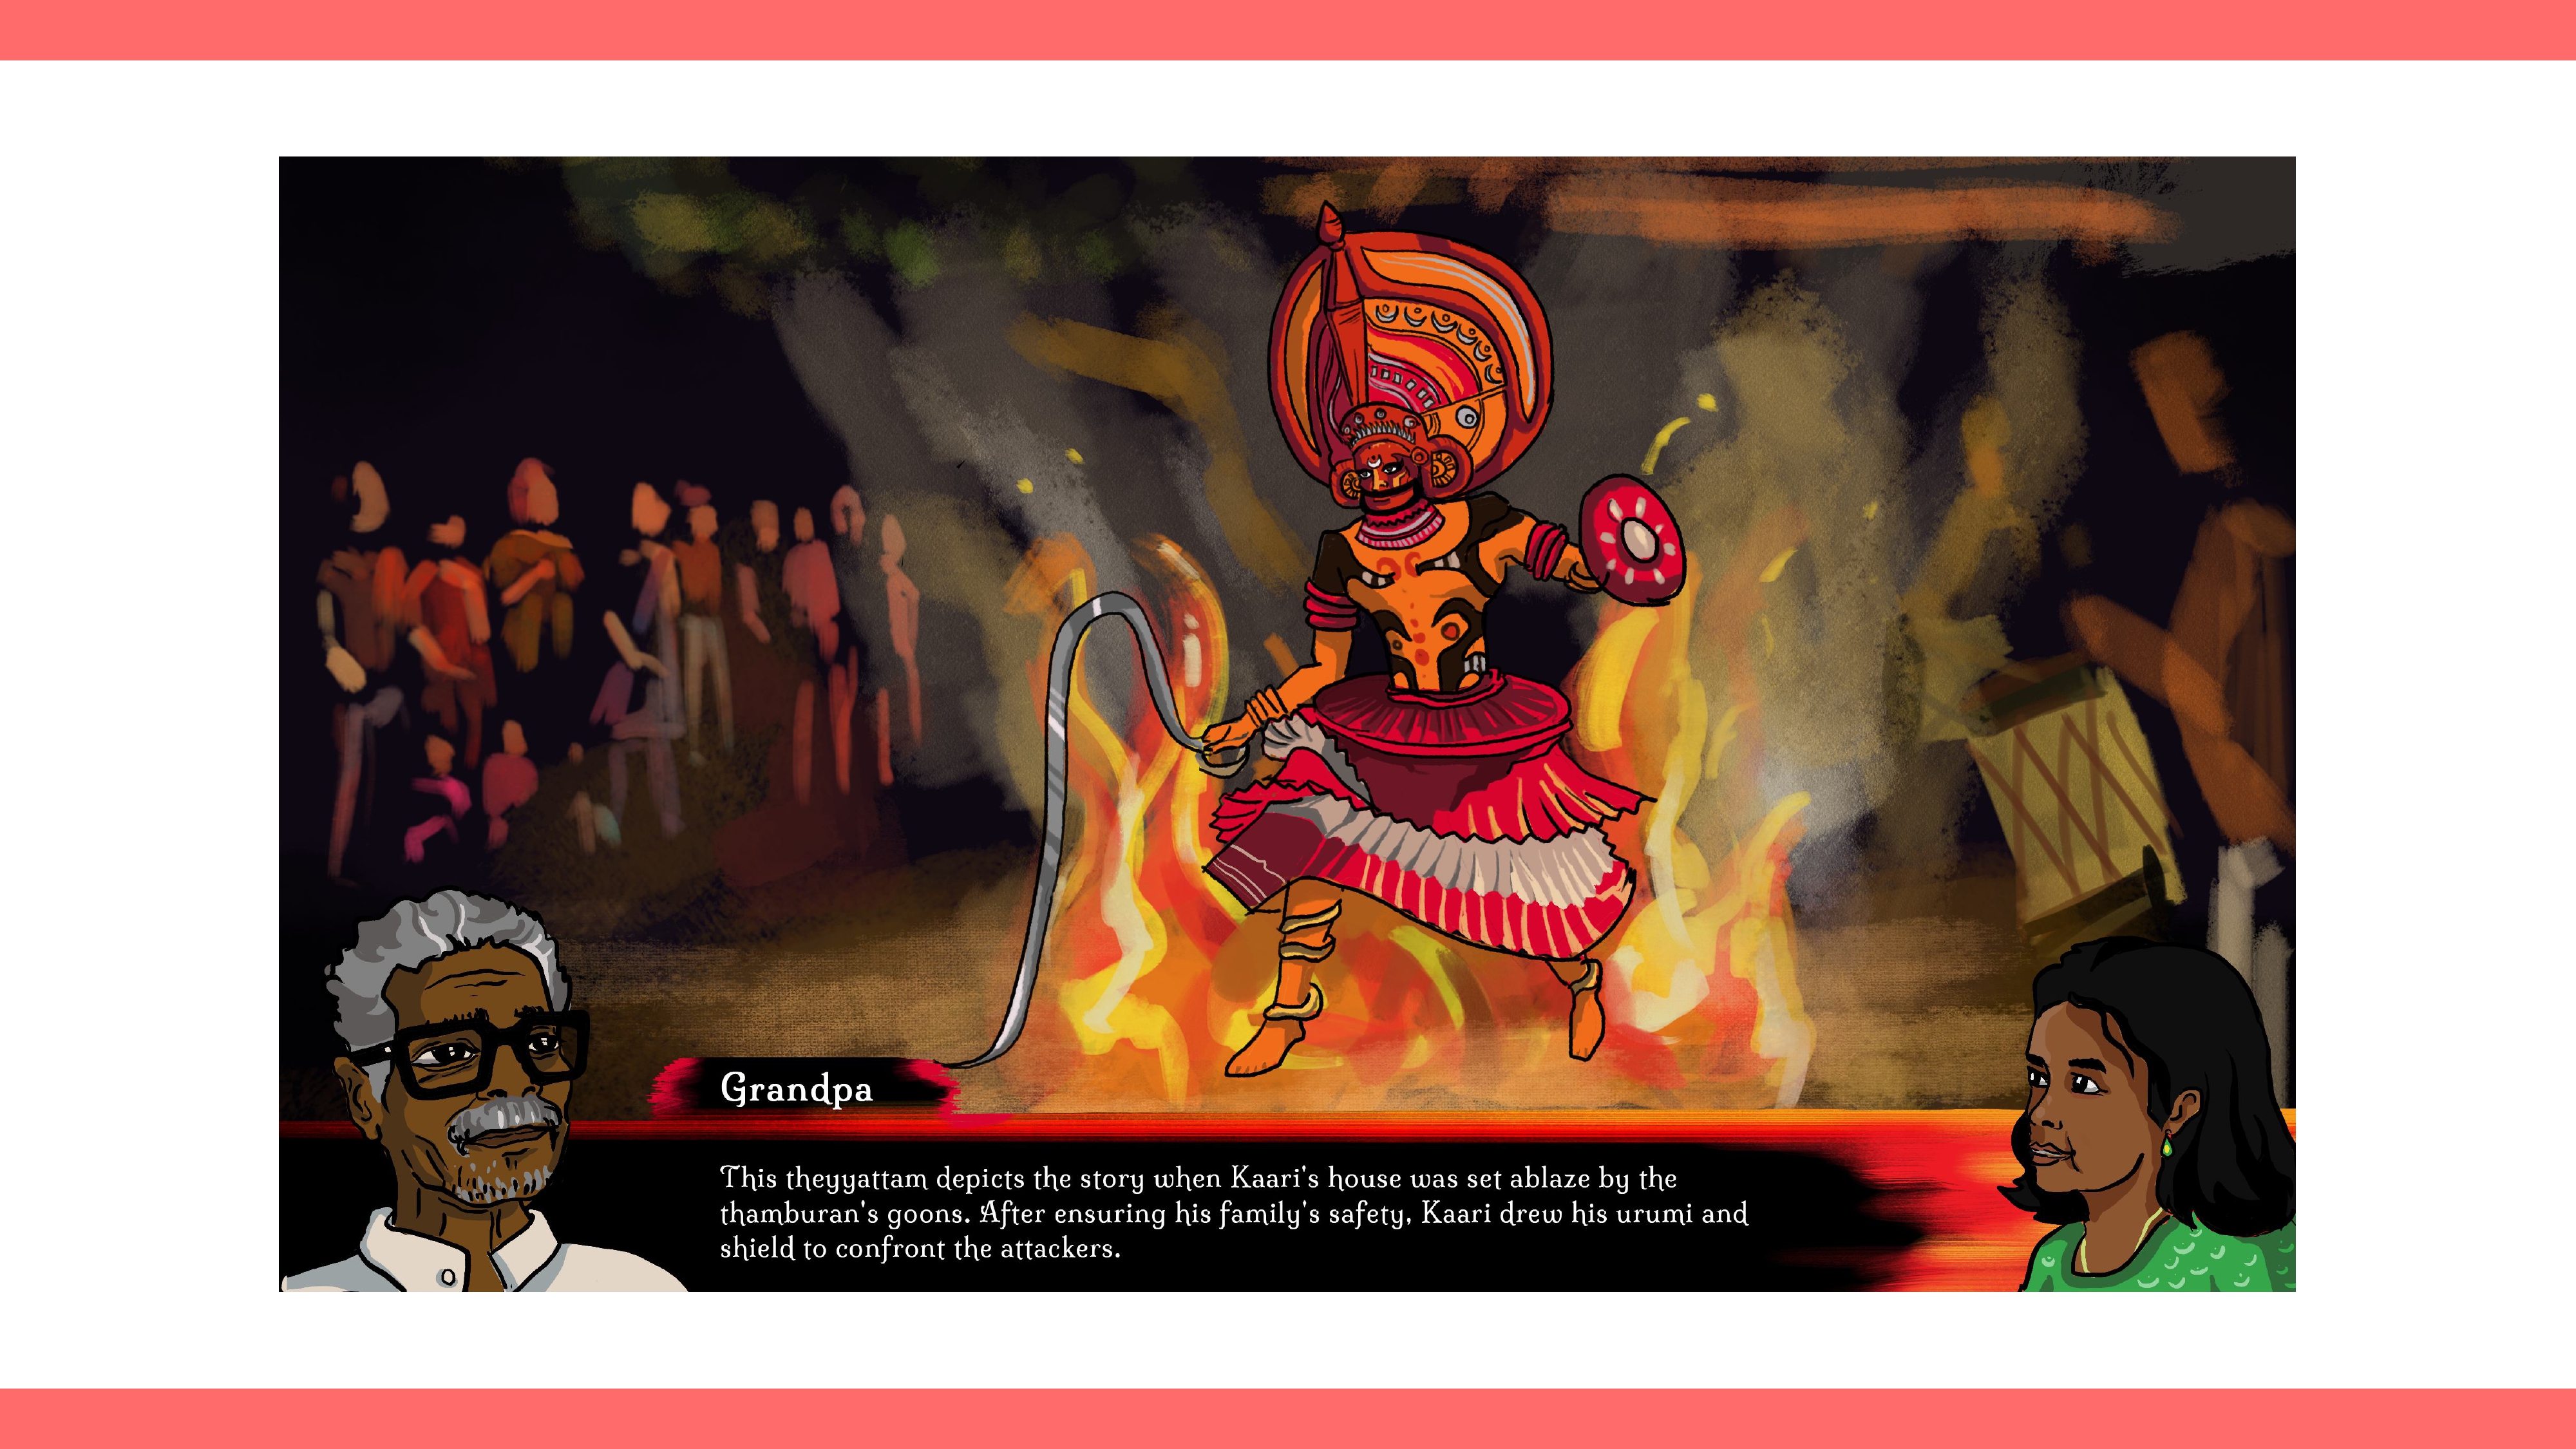 Grandpa
This theyyattam depicts the story when Kaari's house was set ablaze by the
thamburan's goons. After ensuring his family's safety, Kaari drew his urumi and
shield to confront the attackers.